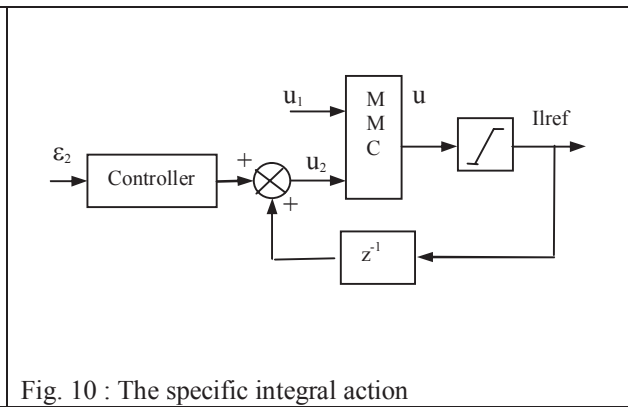 u₁
M
M
C
u
Ilref
ε₂
Controller
+
u₂
+
z⁻¹
Fig. 10 : The specific integral action